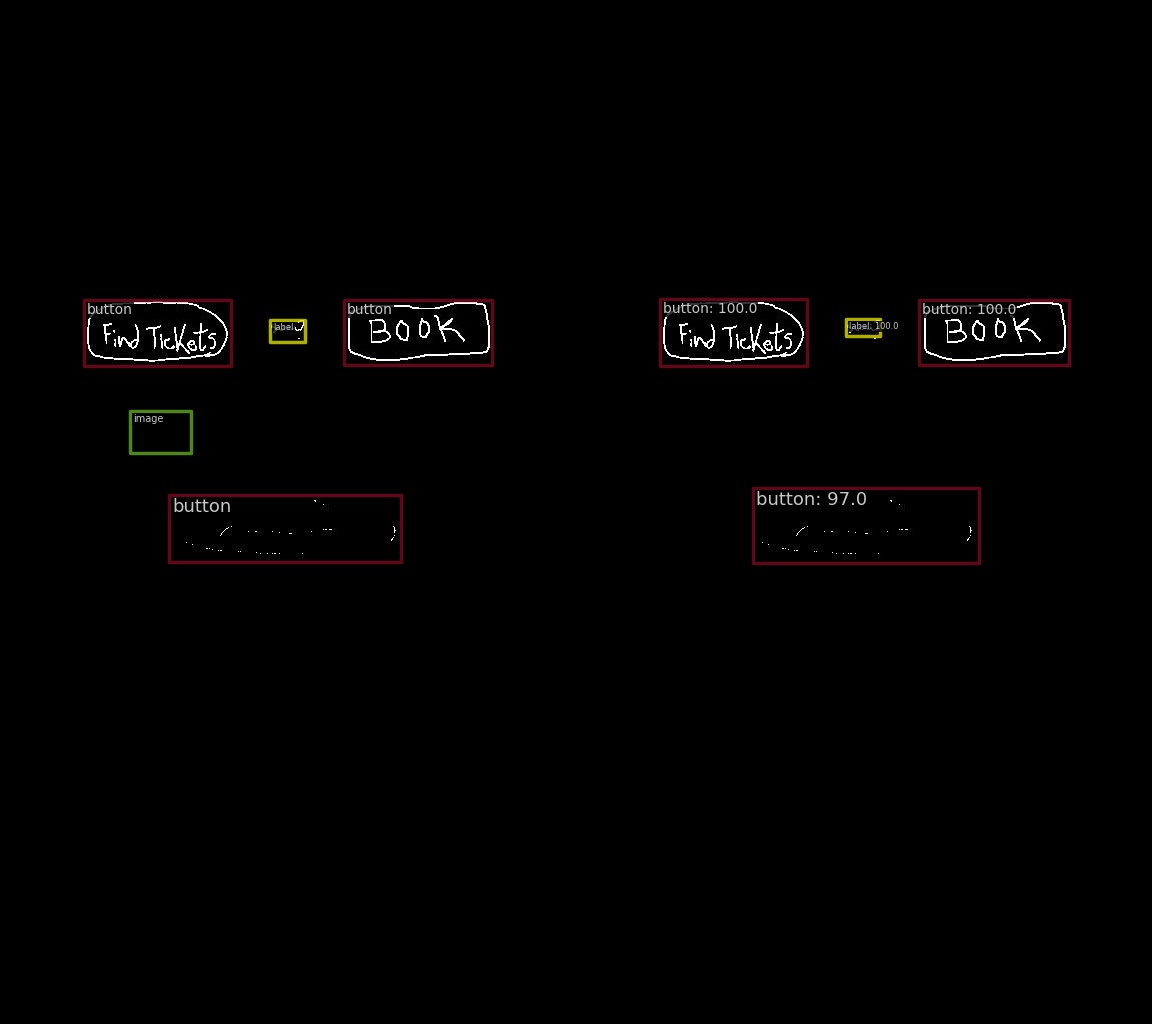 button
Find Tickets
label
button
BOOK
button: 100.0
Find Tickets
label: 100.0
button: 100.0
BOOK
image
button
button: 97.0